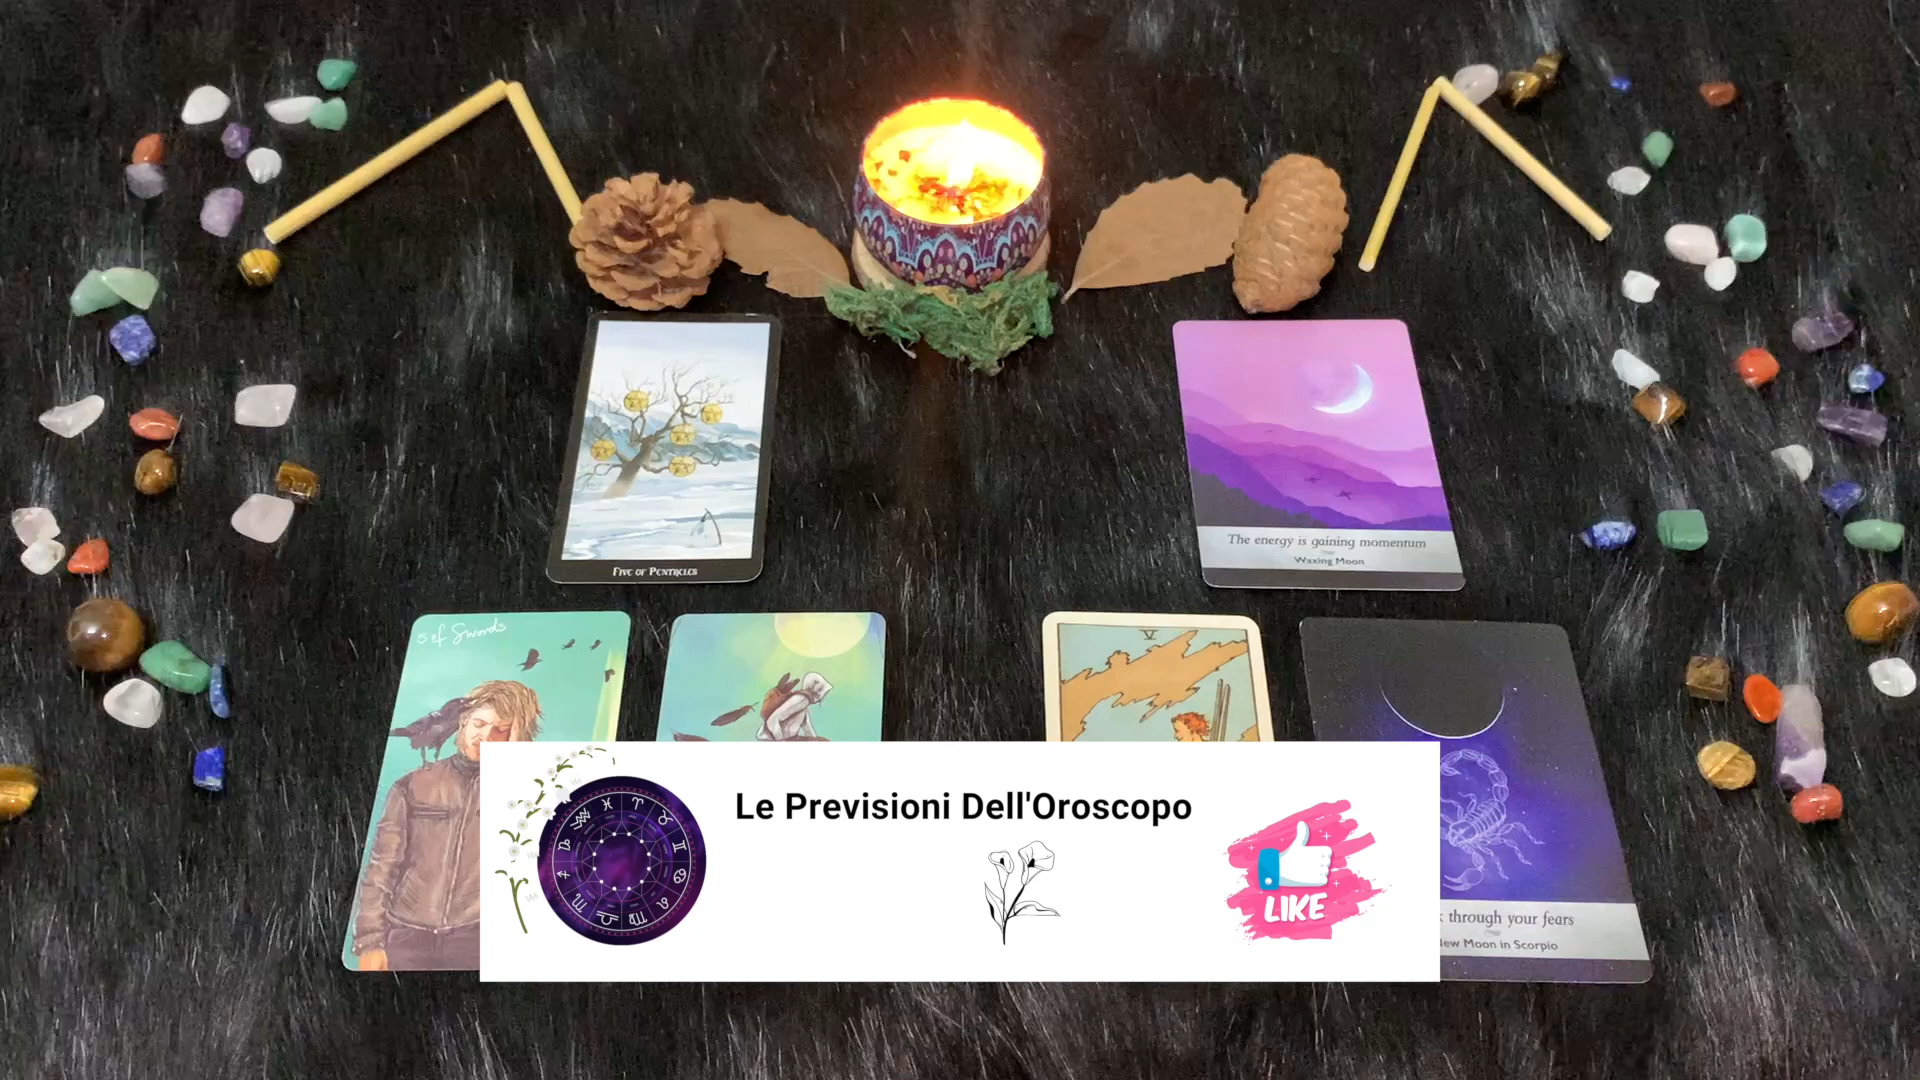 FIVE OF PENTACLES
The energy is gaining momentum
Waxing Moon
5 of Swords
V
Le Previsioni Dell'Oroscopo
LIKE
through your fears
New Moon in Scorpio